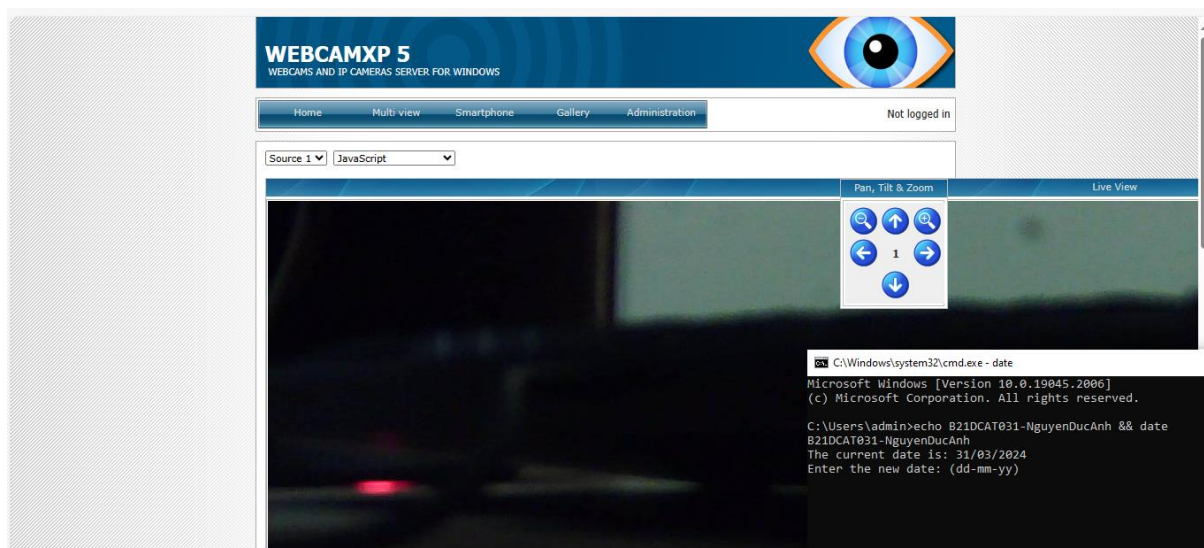 WEBCAMXP 5
WEBCAMS AND IP CAMERAS SERVER FOR WINDOWS
Home Multi view Smartphone Gallery Administration Not logged in
Source 1 JavaScript
Pan, Tilt & Zoom Live View
1
C:\Windows\system32\cmd.exe - date
Microsoft Windows [Version 10.0.19045.2006]
(c) Microsoft Corporation. All rights reserved.
C:\Users\admin>echo B21DCAT031-NguyenDucAnh && date
B21DCAT031-NguyenDucAnh
The current date is: 31/03/2024
Enter the new date: (dd-mm-yy)